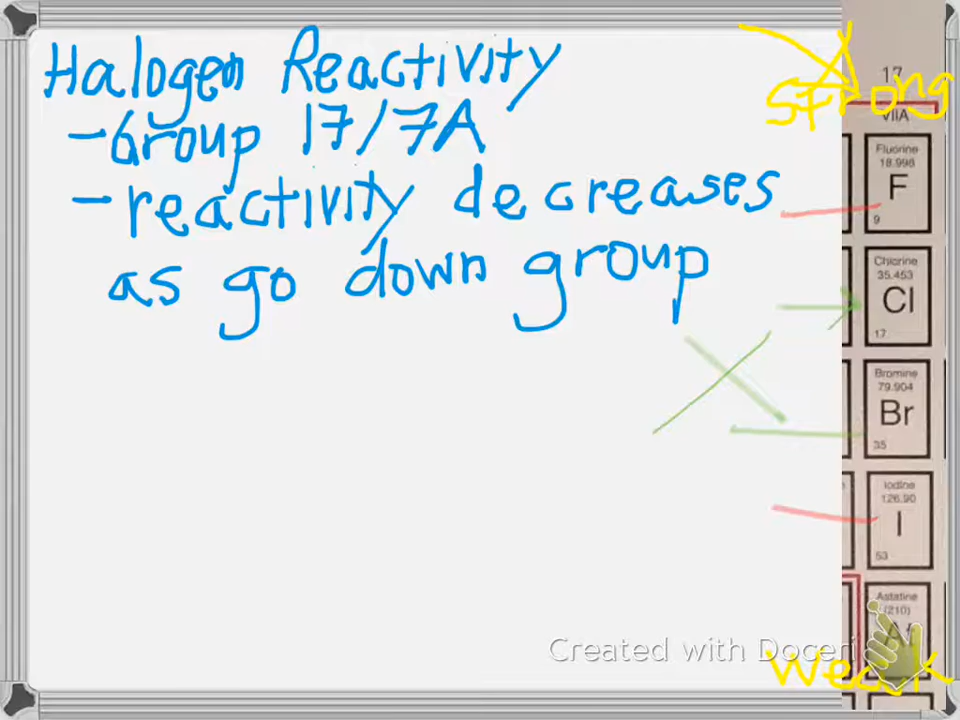 Halogen Reactivity
- Group 17/7A
- reactivity decreases
as go down group
strong
17
VIIA
Fluorine
18.998
F
9
Chlorine
35.453
Cl
17
Bromine
79.904
Br
35
Iodine
126.90
I
53
Astatine
(210)
At
weak
Created with Doceri